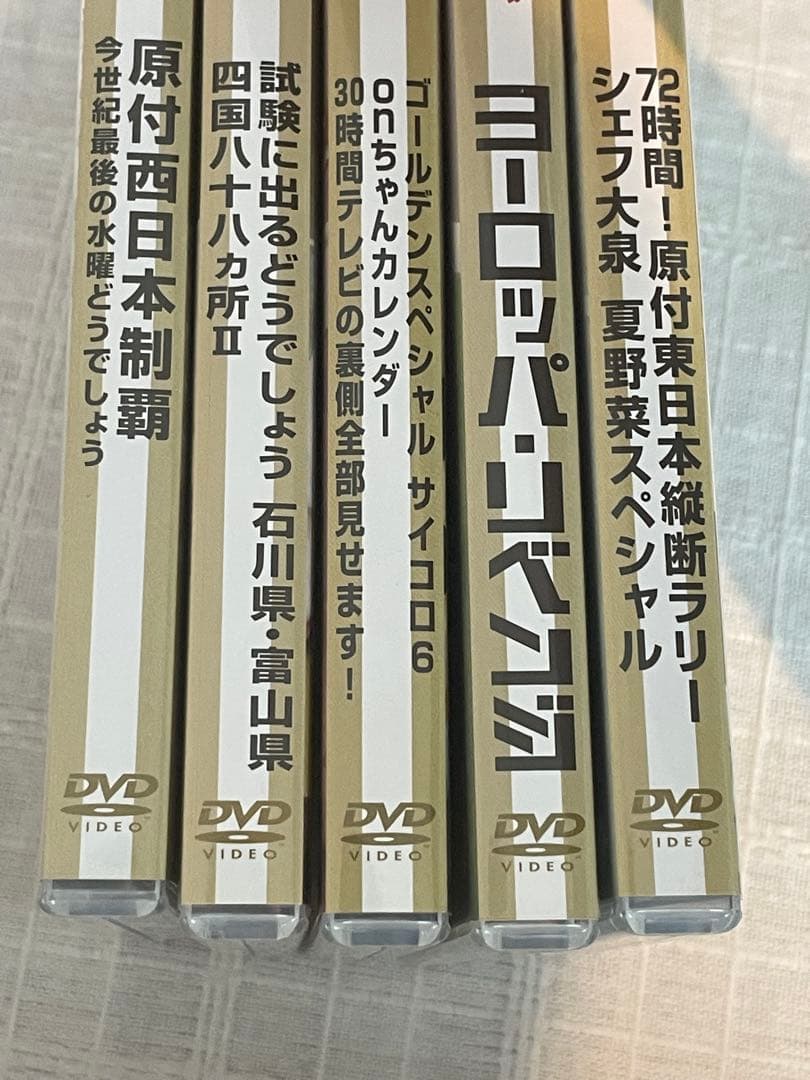 原付西日本制覇
今世紀最後の水曜どうでしょう
DVD
VIDEO
試験に出るどうでしょう 石川県・富山県
四国八十八ヵ所II
DVD
VIDEO
ゴールデンスペシャル サイコロ6
onちゃんカレンダー
30時間テレビの裏側全部見せます!
DVD
VIDEO
ヨーロッパ・リベンジ
DVD
VIDEO
72時間!原付東日本縦断ラリー
シェフ大泉 夏野菜スペシャル
DVD
VIDEO